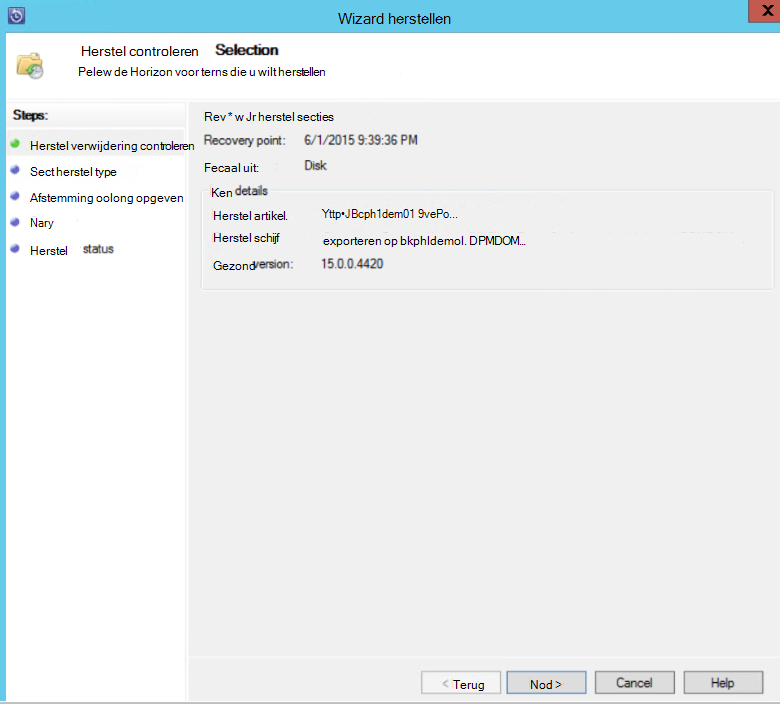 Wizard herstellen
X
Herstel controleren Selection
Pelew de Horizon voor terns die u wilt herstellen
Steps:
Herstel verwijdering controleren
Sect herstel type
Afstemming oolong opgeven
Nary
Herstel status
Rev * w Jr herstel secties
Recovery point: 6/1/2015 9:39:36 PM
Fecaal uit: Disk
Ken details
Herstel artikel. Yttp•JBcph1dem01 9vePo...
Herstel schijf exporteren op bkphldemol. DPMDOM...
Gezond version: 15.0.0.4420
< Terug Nod > Cancel Help